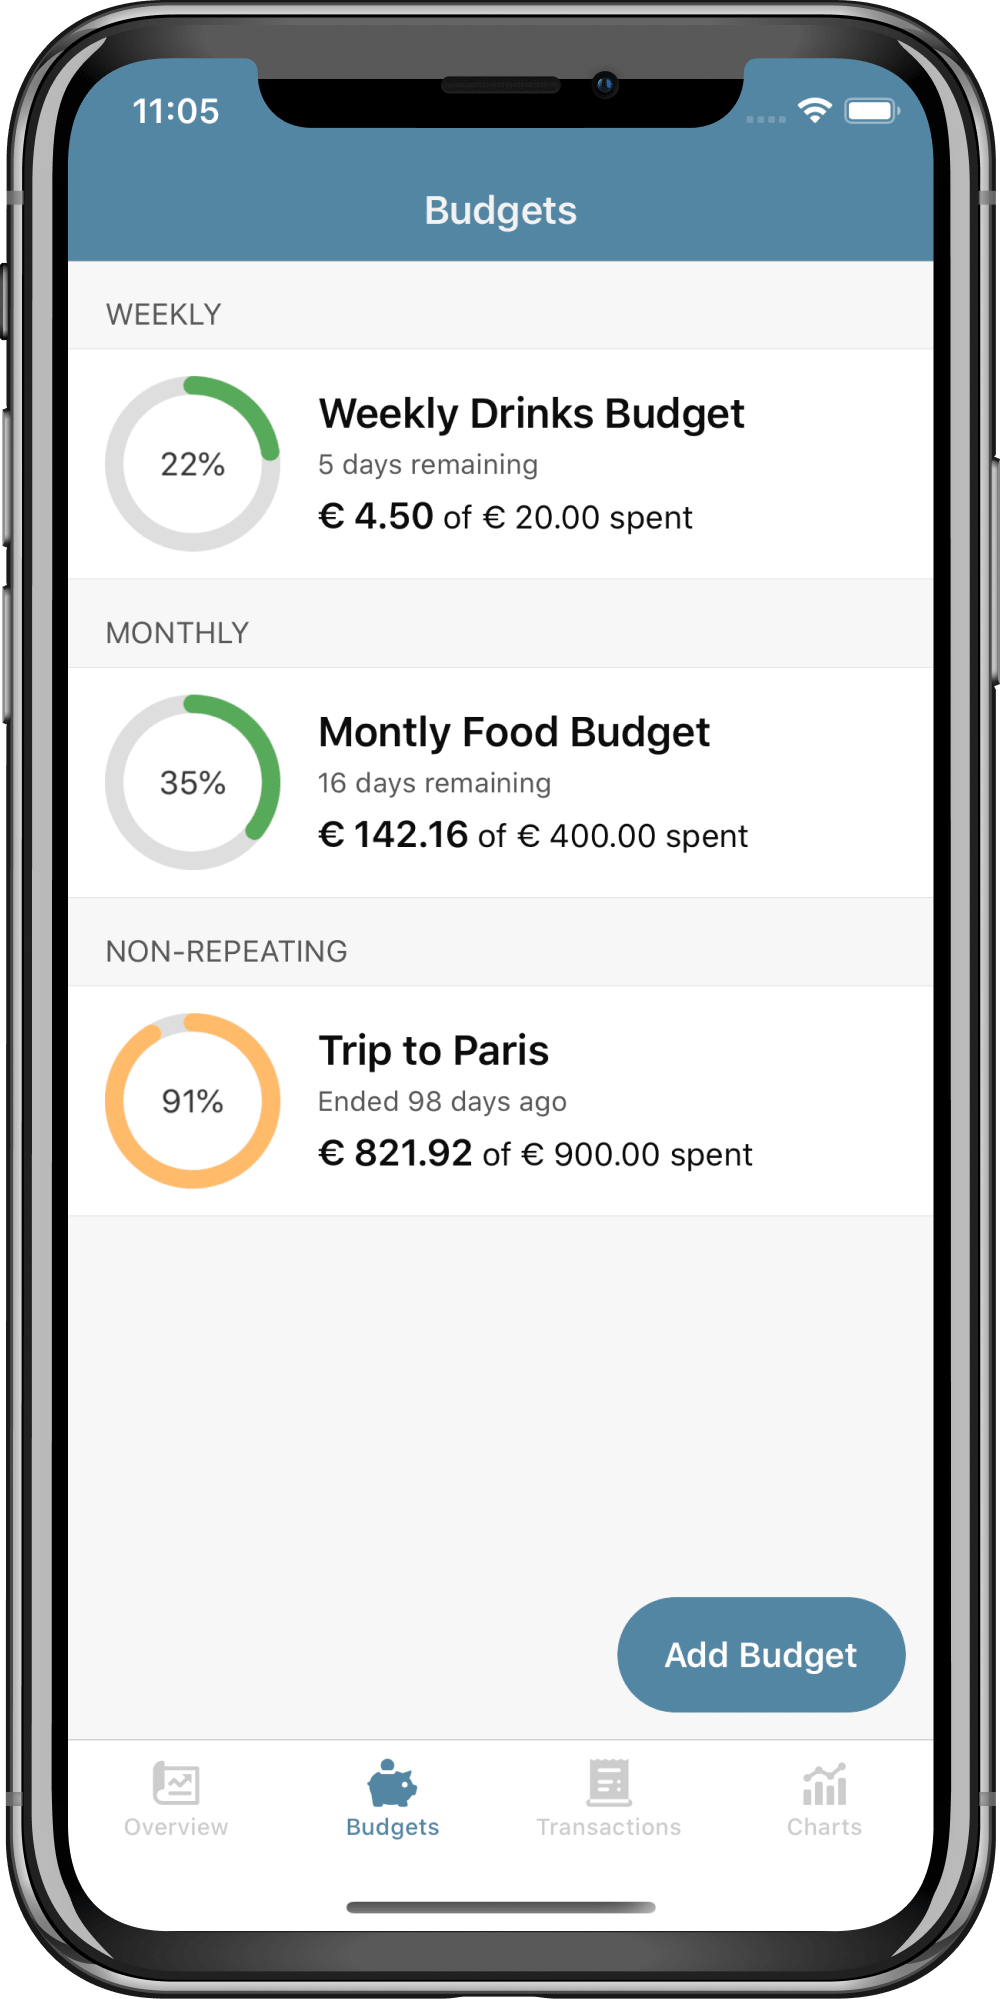 11:05
Budgets
WEEKLY
22%
Weekly Drinks Budget
5 days remaining
€ 4.50 of € 20.00 spent
MONTHLY
35%
Montly Food Budget
16 days remaining
€ 142.16 of € 400.00 spent
NON-REPEATING
91%
Trip to Paris
Ended 98 days ago
€ 821.92 of € 900.00 spent
Add Budget
Overview
Budgets
Transactions
Charts